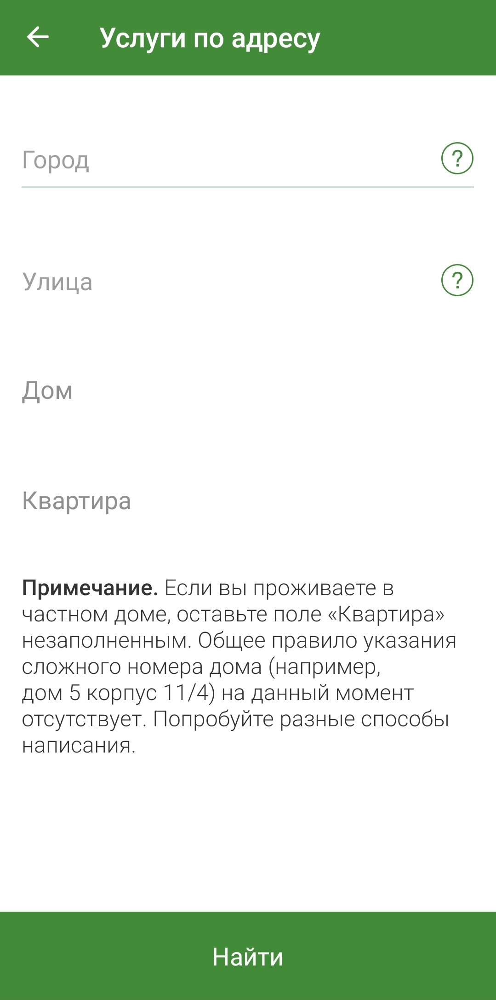 Услуги по адресу
Город
?
Улица
?
Дом
Квартира
Примечание. Если вы проживаете в
частном доме, оставьте поле «Квартира»
незаполненным. Общее правило указания
сложного номера дома (например,
дом 5 корпус 11/4) на данный момент
отсутствует. Попробуйте разные способы
написания.
Найти